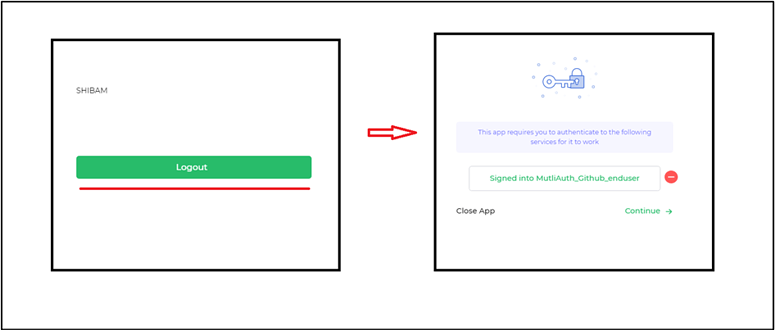 SHIBAM
Logout
This app requires you to authenticate to the following
services for it to work
Signed into MutliAuth_Github_enduser
Close App
Continue →